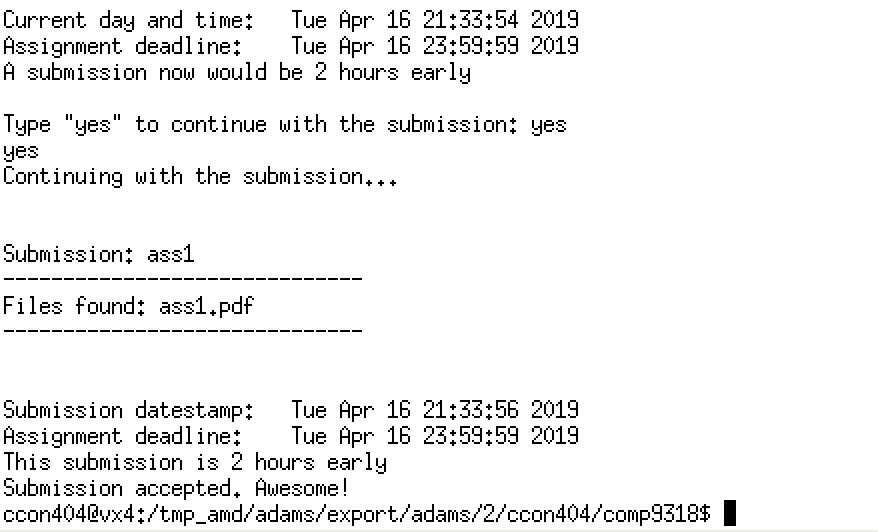 Current day and time:   Tue Apr 16 21:33:54 2019
Assignment deadline:    Tue Apr 16 23:59:59 2019
A submission now would be 2 hours early
Type "yes" to continue with the submission: yes
yes
Continuing with the submission...
Submission: ass1
------------------------------
Files found: ass1.pdf
------------------------------
Submission datestamp:   Tue Apr 16 21:33:56 2019
Assignment deadline:    Tue Apr 16 23:59:59 2019
This submission is 2 hours early
Submission accepted. Awesome!
ccon404@vx4:/tmp_amd/adams/export/adams/2/ccon404/comp9318$